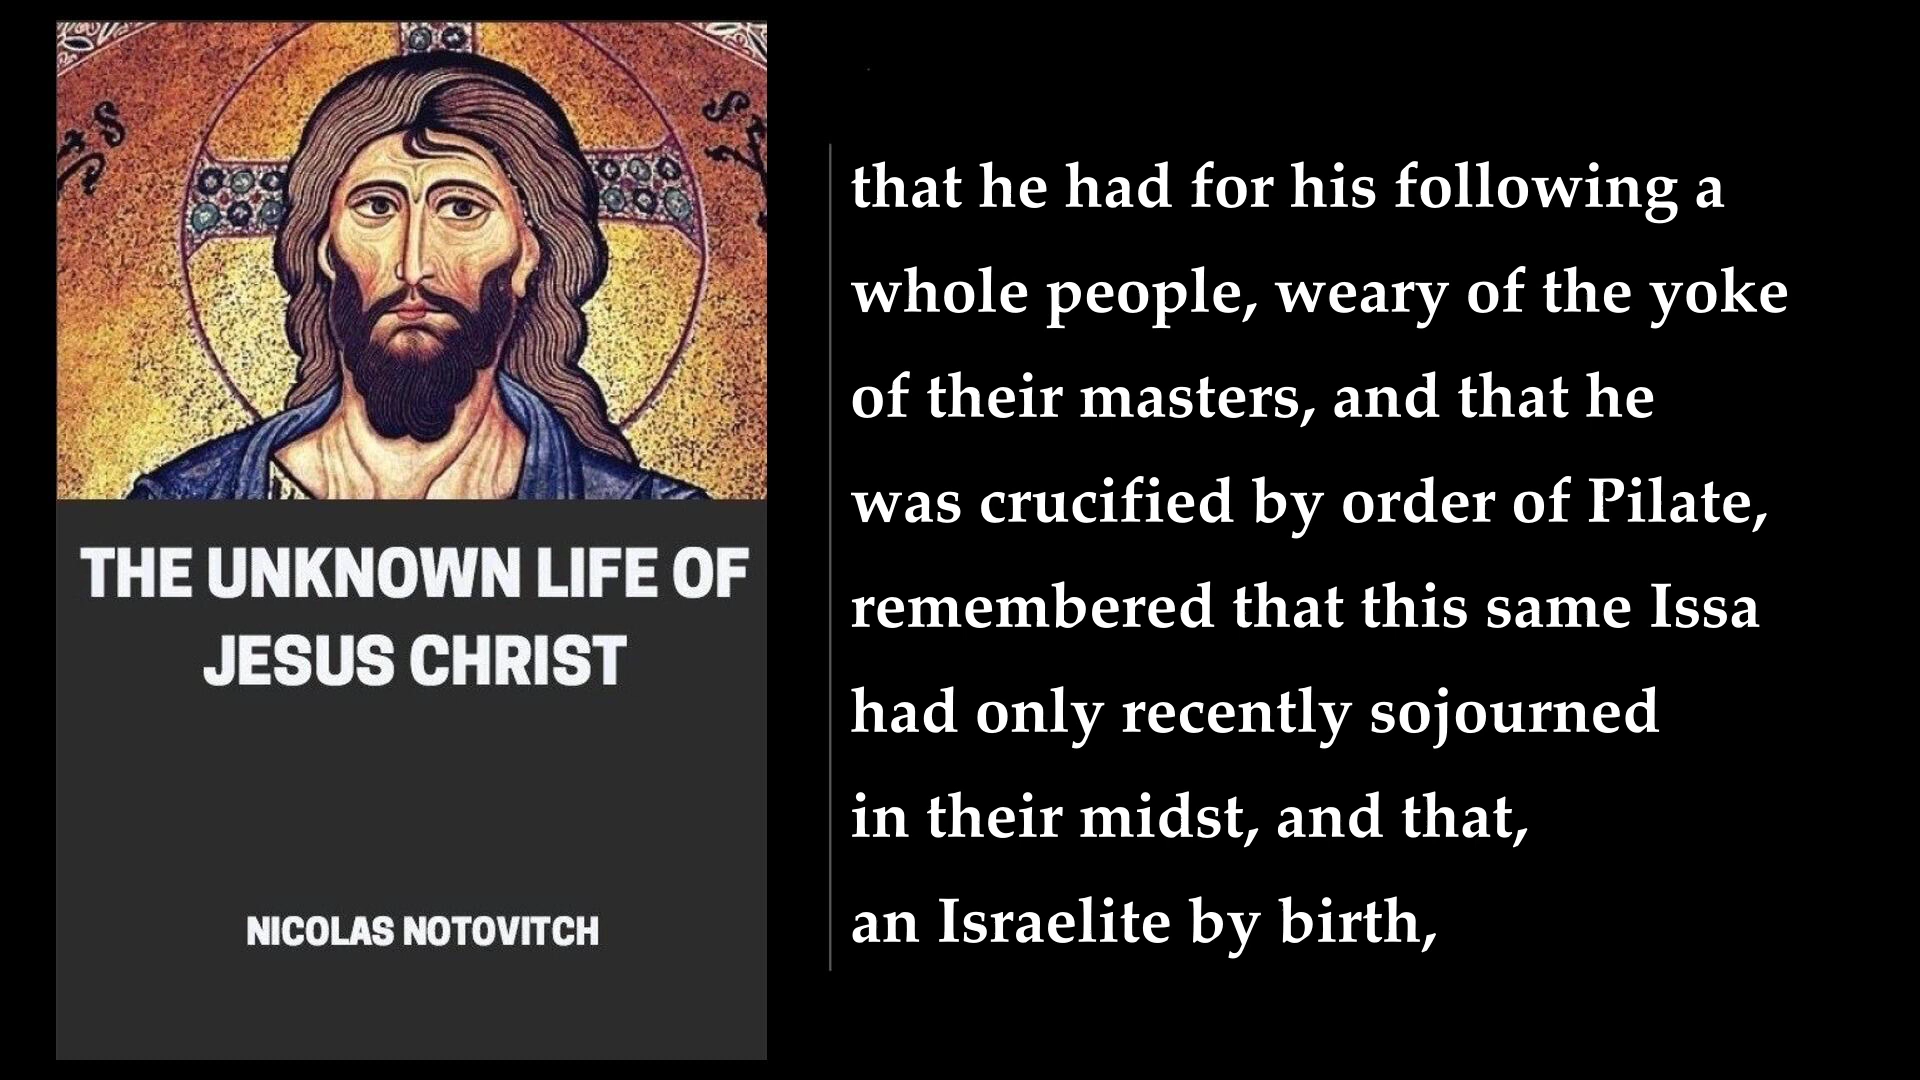 THE UNKNOWN LIFE OF
JESUS CHRIST
NICOLAS NOTOVITCH
that he had for his following a
whole people, weary of the yoke
of their masters, and that he
was crucified by order of Pilate,
remembered that this same Issa
had only recently sojourned
in their midst, and that,
an Israelite by birth,